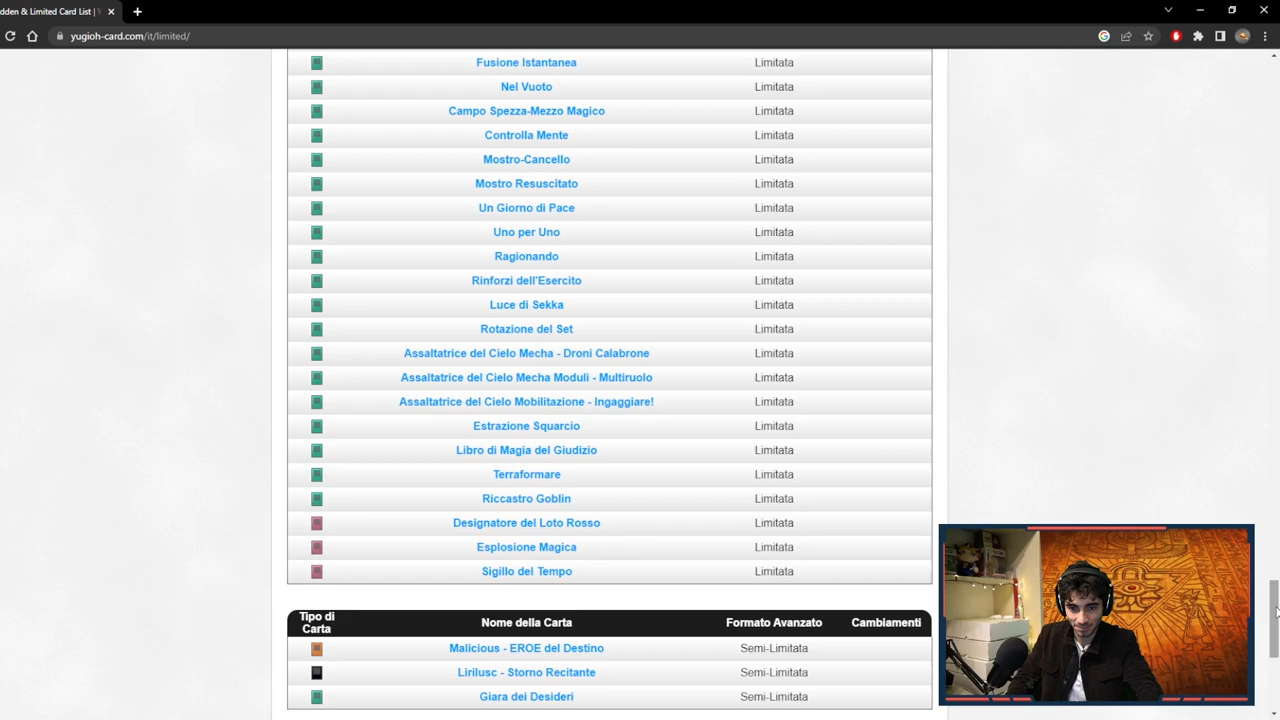 dden & Limited Card List | Y
yugioh-card.com/it/limited/
Fusione Istantanea Limitata
Nel Vuoto Limitata
Campo Spezza-Mezzo Magico Limitata
Controlla Mente Limitata
Mostro-Cancello Limitata
Mostro Resuscitato Limitata
Un Giorno di Pace Limitata
Uno per Uno Limitata
Ragionando Limitata
Rinforzi dell'Esercito Limitata
Luce di Sekka Limitata
Rotazione del Set Limitata
Assaltatrice del Cielo Mecha - Droni Calabrone Limitata
Assaltatrice del Cielo Mecha Moduli - Multiruolo Limitata
Assaltatrice del Cielo Mobilitazione - Ingaggiare! Limitata
Estrazione Squarcio Limitata
Libro di Magia del Giudizio Limitata
Terraformare Limitata
Riccastro Goblin Limitata
Designatore del Loto Rosso Limitata
Esplosione Magica Limitata
Sigillo del Tempo Limitata
Tipo di Carta Nome della Carta Formato Avanzato Cambiamenti
Malicious - EROE del Destino Semi-Limitata
Lirilusc - Storno Recitante Semi-Limitata
Giara dei Desideri Semi-Limitata